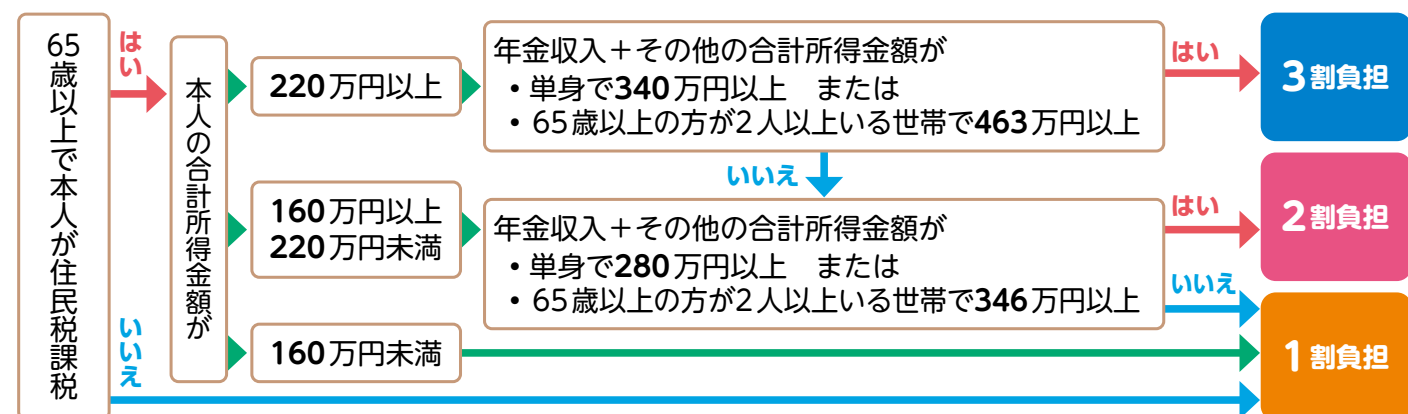 65歳以上で本人が住民税課税
はい
いいえ
本人の合計所得金額が
220万円以上
年金収入＋その他の合計所得金額が
・単身で340万円以上　または
・65歳以上の方が2人以上いる世帯で463万円以上
はい
3割負担
いいえ
160万円以上
220万円未満
年金収入＋その他の合計所得金額が
・単身で280万円以上　または
・65歳以上の方が2人以上いる世帯で346万円以上
はい
2割負担
いいえ
160万円未満
1割負担